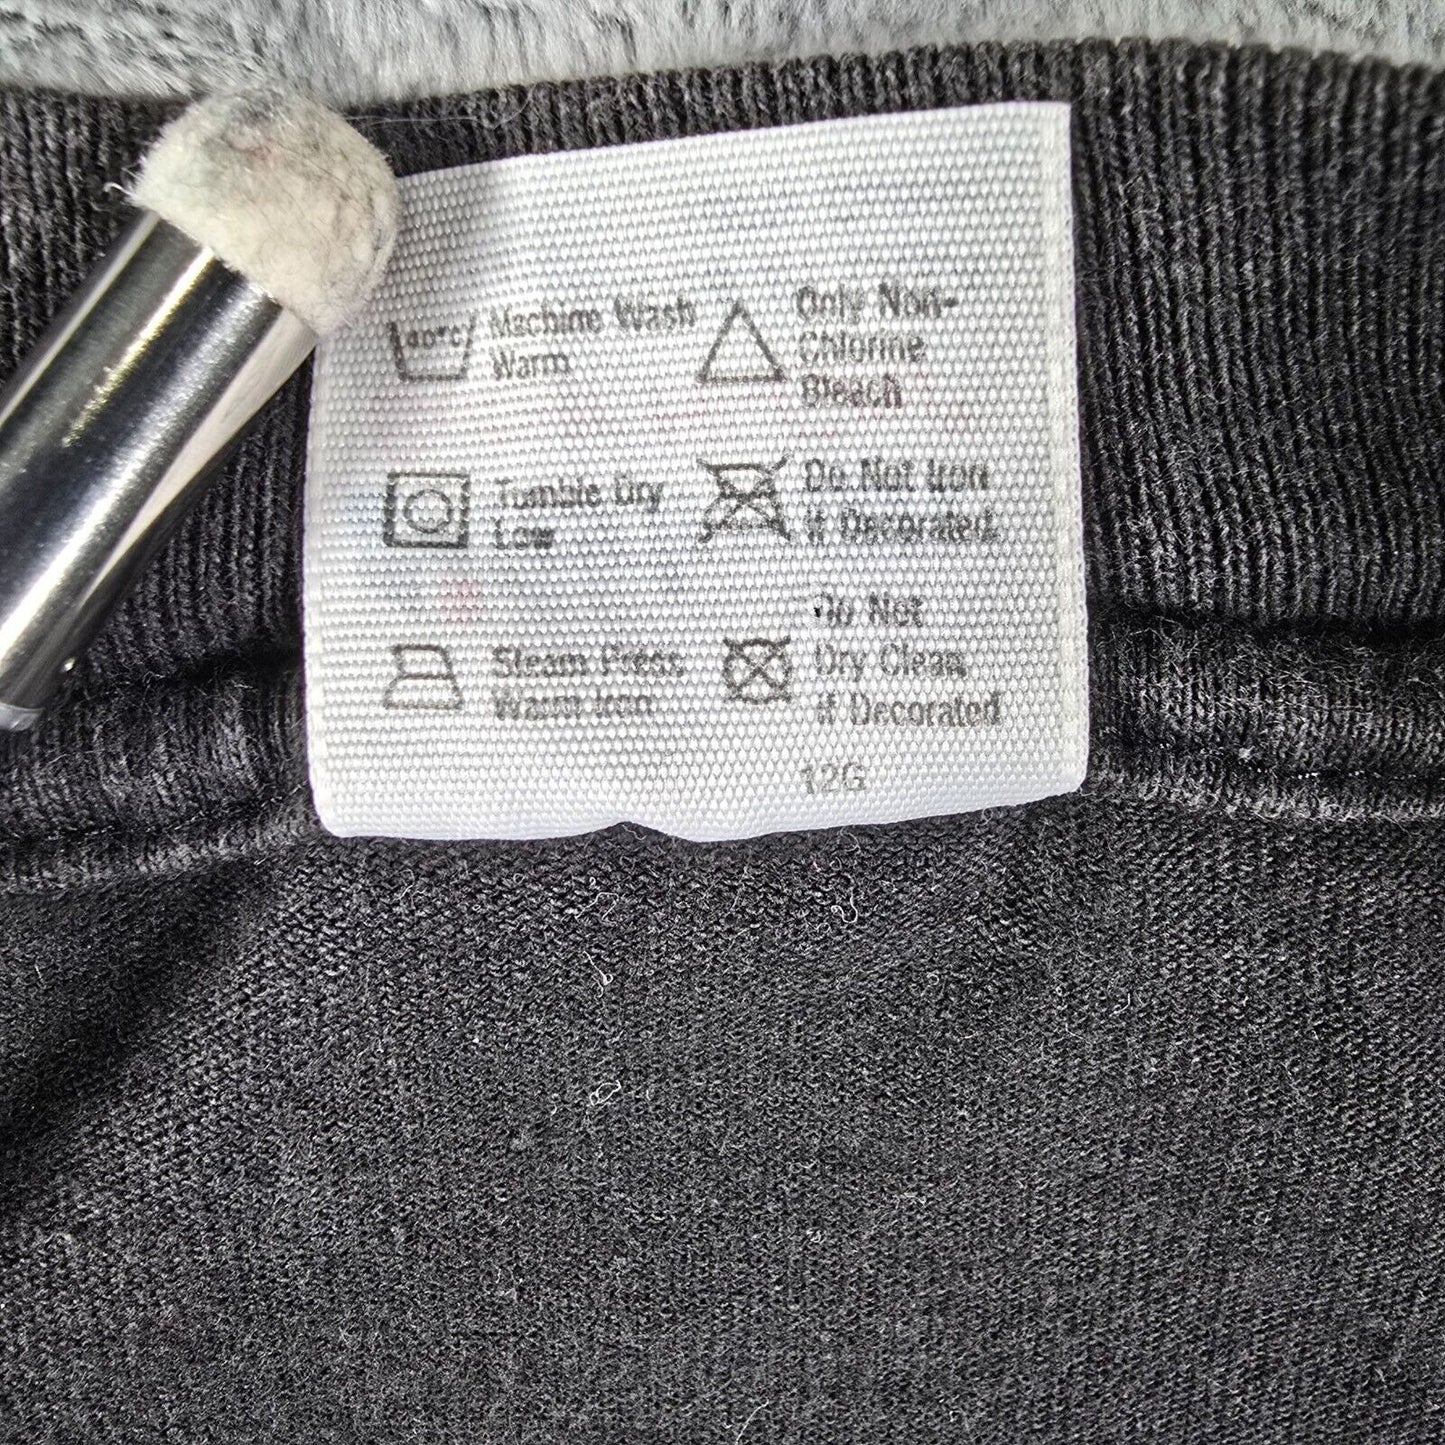 40°C
Machine Wash
Warm
Only Non-
Chlorine
Bleach
Tumble Dry
Low
Do Not Iron
If Decorated
Steam Press
Warm Iron
Do Not
Dry Clean
If Decorated
12G